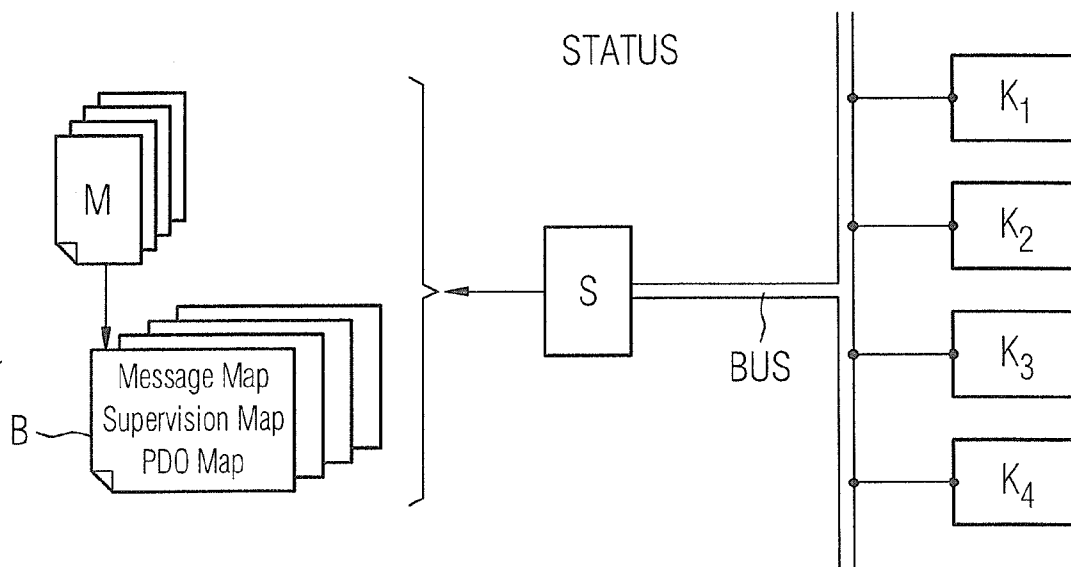 STATUS
K1
M
K2
S
BUS
Message Map
Supervision Map
PDO Map
B
K3
K4